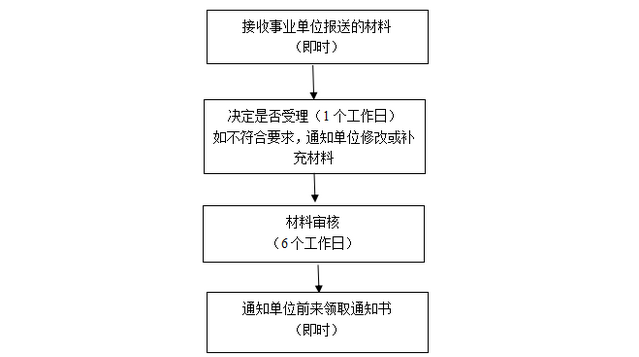 接收事业单位报送的材料
（即时）
决定是否受理（1个工作日）
如不符合要求，通知单位修改或补
充材料
材料审核
（6个工作日）
通知单位前来领取通知书
（即时）